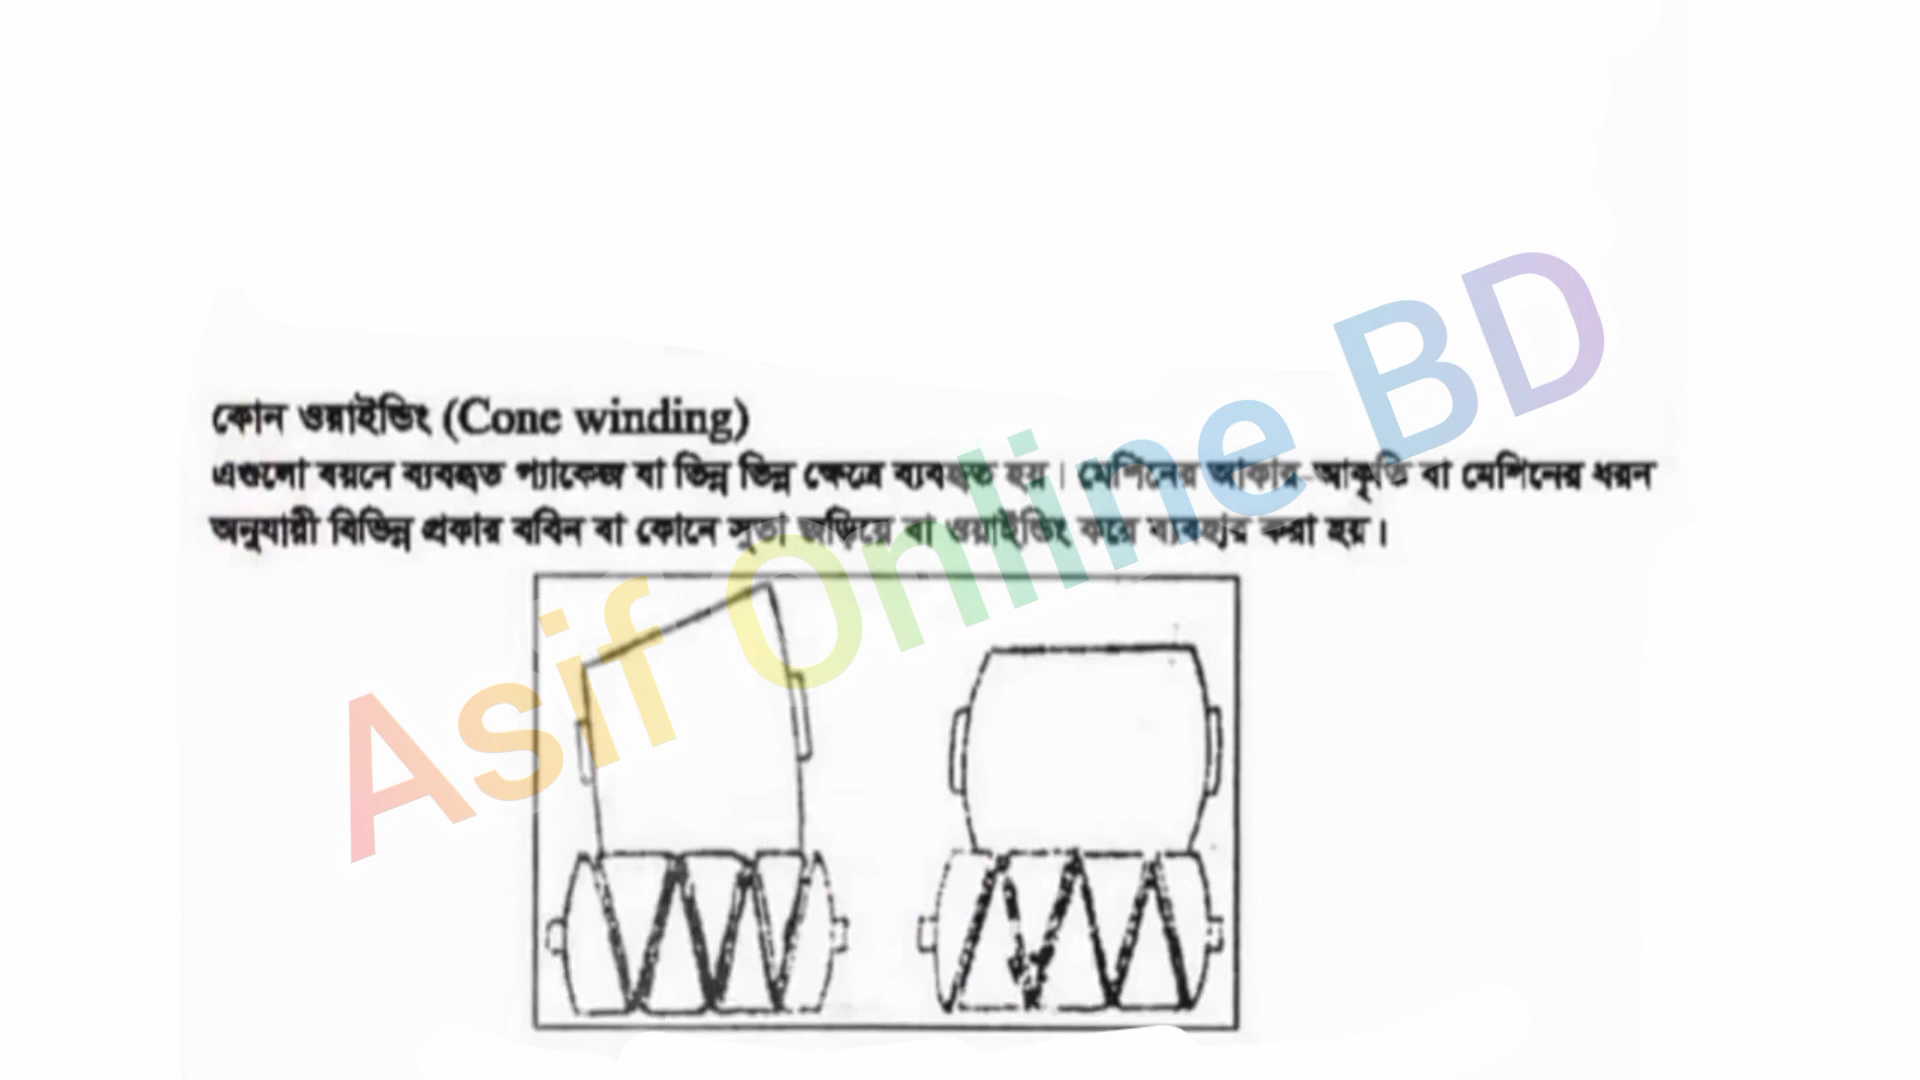 কোন ওয়াইন্ডিং (Cone winding)
এগুলো বয়নে ব্যবহৃত প্যাকেজ বা ভিন্ন ভিন্ন ক্ষেত্রে ব্যবহৃত হয়। মেশিনের আকার-আকৃতি বা মেশিনের ধরন
অনুযায়ী বিভিন্ন প্রকার ববিন বা কোনে সুতা জড়িয়ে বা ওয়াইন্ডিং করে ব্যবহার করা হয়।
Asif Online BD